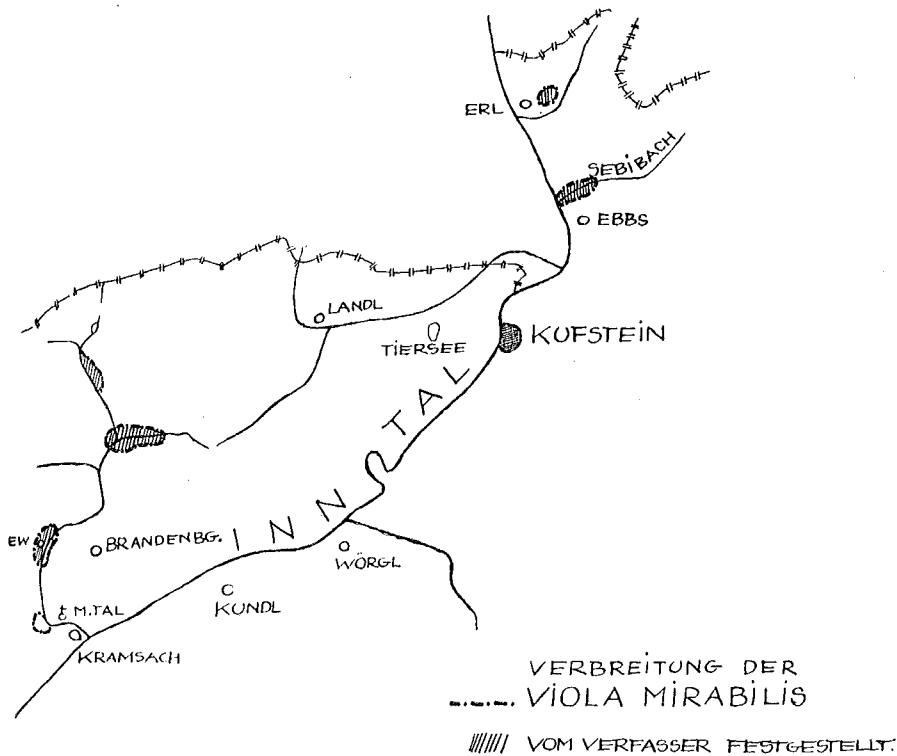 ERL
SEBIBACH
EBBS
LANDL
TIERSEE
KUFSTEIN
INNTAL
EW
BRANDENBG.
WÖRGL
M.TAL
KUNDL
KRAMSACH
VERBREITUNG DER
VIOLA MIRABILIS
VOM VERFASSER FESTGESTELLT.